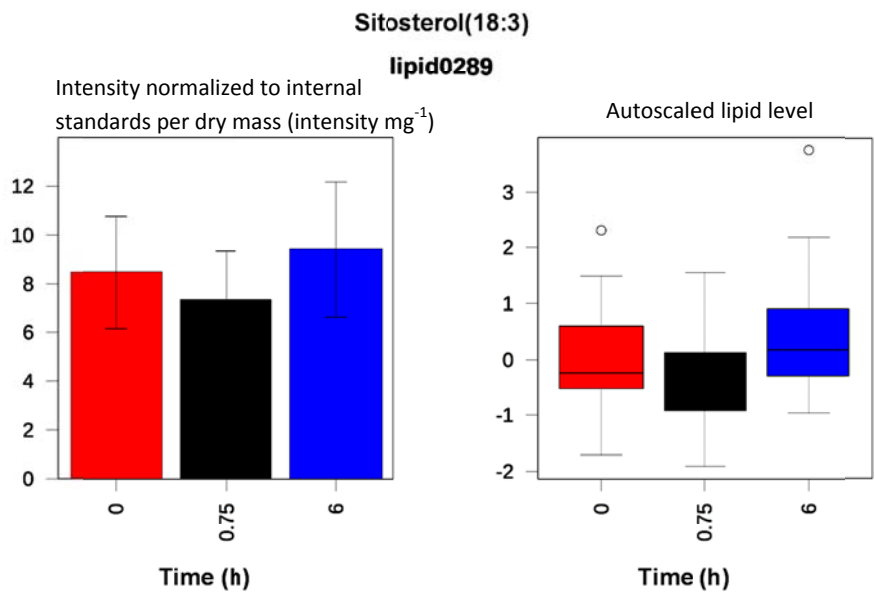 Sitosterol(18:3)
lipid0289
Intensity normalized to internal
standards per dry mass (intensity mg⁻¹)
12
10
8
6
4
2
0
0
0.75
6
Time (h)
Autoscaled lipid level
3
2
1
0
-1
-2
0
0.75
6
Time (h)